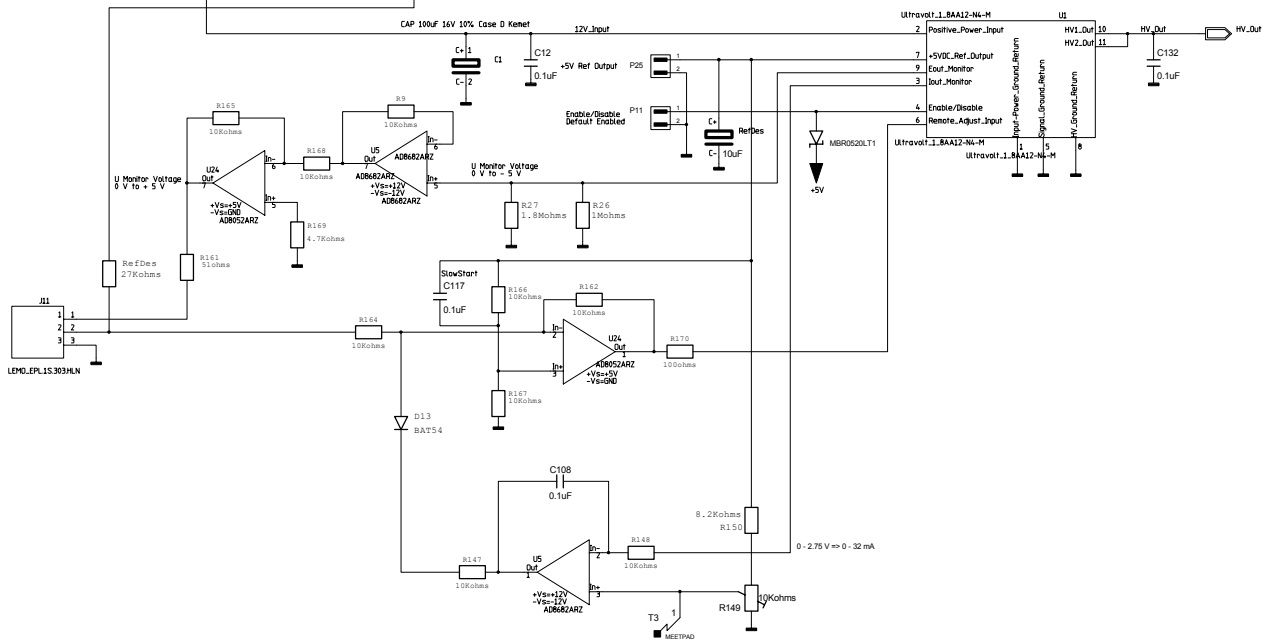 CAP 100uF 16V 10% Case D Kemet
12V_Input
C+ 1
C- 2
C1
C12
0.1uF
Ultravolt_1_8AA12-N4-M
U1
2 Positive_Power_Input
7 +5VDC_Ref_Output
9 Eout_Monitor
3 Iout_Monitor
4 Enable/Disable
6 Remote_Adjust_Input
HV1_Out 10
HV2_Out 11
Input-Power_Ground_Return
Signal_Ground_Return
HV_Ground_Return
1
5
8
Ultravolt_1_8AA12-N4-M
Ultravolt_1_8AA12-N4-M
HV_Out
HV_Out
C132
0.1uF
+5V Ref Output
P25
1
2
Enable/Disable
Default Enabled
P11
1
2
C+
C-
RefDes
10uF
MBR0520LT1
+5V
R165
10Kohms
R9
10Kohms
U24
Out
7
In-
6
In+
5
+Vs=+5V
-Vs=GND
AD8052ARZ
R168
10Kohms
U5
Out
7
AD8682ARZ
AD8682ARZ
+Vs=+12V
-Vs=-12V
AD8682ARZ
In-
6
In+
5
U Monitor Voltage
0 V to + 5 V
U Monitor Voltage
0 V to - 5 V
R169
4.7Kohms
R27
1.8Mohms
R26
1Mohms
RefDes
27Kohms
R161
51ohms
J11
1 1
2 2
3 3
LEMO_EPL.1S.303.HLN
SlowStart
C117
0.1uF
R166
10Kohms
R162
10Kohms
R164
10Kohms
In-
2
In+
3
U24
Out
1
AD8052ARZ
+Vs=+5V
-Vs=GND
R170
100ohms
R167
10Kohms
D13
BAT54
C108
0.1uF
8.2Kohms
R150
R147
10Kohms
U5
Out
1
In-
2
In+
3
+Vs=+12V
-Vs=-12V
AD8682ARZ
R148
10Kohms
0 - 2.75 V => 0 - 32 mA
10Kohms
R149
T3
1
MEETPAD